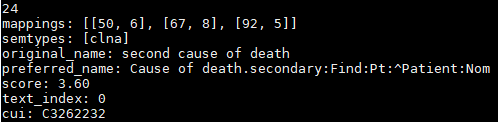 24
mappings: [[50, 6], [67, 8], [92, 5]]
semtypes: [clna]
original_name: second cause of death
preferred_name: Cause of death.secondary:Find:Pt:^Patient:Nom
score: 3.60
text_index: 0
cui: C3262232